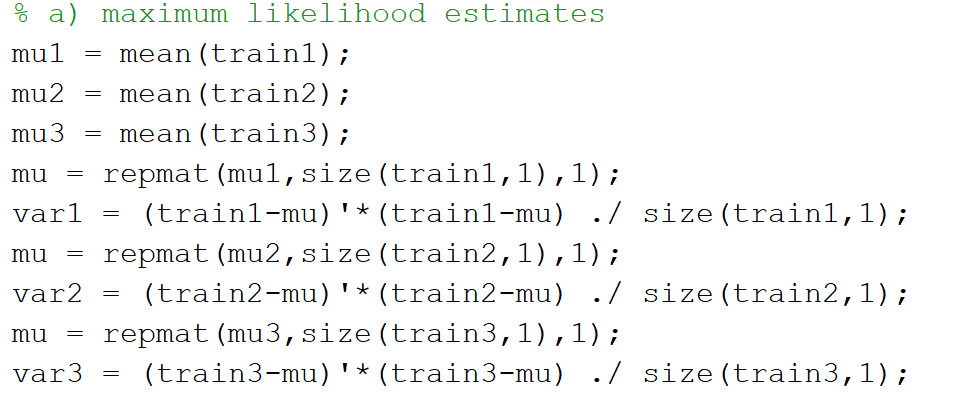 % a) maximum likelihood estimates
mu1 = mean(train1);
mu2 = mean(train2);
mu3 = mean(train3);
mu = repmat(mu1,size(train1,1),1);
var1 = (train1-mu)'*(train1-mu) ./ size(train1,1);
mu = repmat(mu2,size(train2,1),1);
var2 = (train2-mu)'*(train2-mu) ./ size(train2,1);
mu = repmat(mu3,size(train3,1),1);
var3 = (train3-mu)'*(train3-mu) ./ size(train3,1);